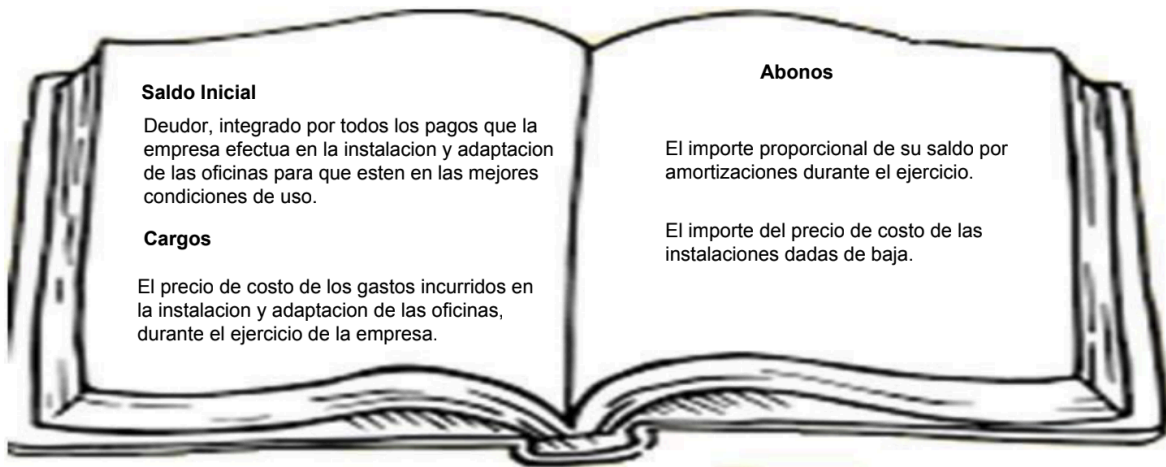 Saldo Inicial
Deudor, integrado por todos los pagos que la
empresa efectua en la instalacion y adaptacion
de las oficinas para que esten en las mejores
condiciones de uso.
Cargos
El precio de costo de los gastos incurridos en
la instalacion y adaptacion de las oficinas,
durante el ejercicio de la empresa.
Abonos
El importe proporcional de su saldo por
amortizaciones durante el ejercicio.
El importe del precio de costo de las
instalaciones dadas de baja.